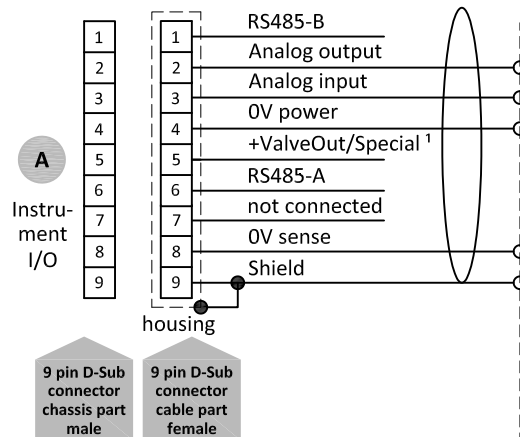 1 1 RS485-B
2 2 Analog output
3 3 Analog input
4 4 0V power
5 5 +ValveOut/Special ¹
6 6 RS485-A
7 7 not connected
8 8 0V sense
9 9 Shield
A
Instru-
ment
I/O
housing
9 pin D-Sub
connector
chassis part
male
9 pin D-Sub
connector
cable part
female